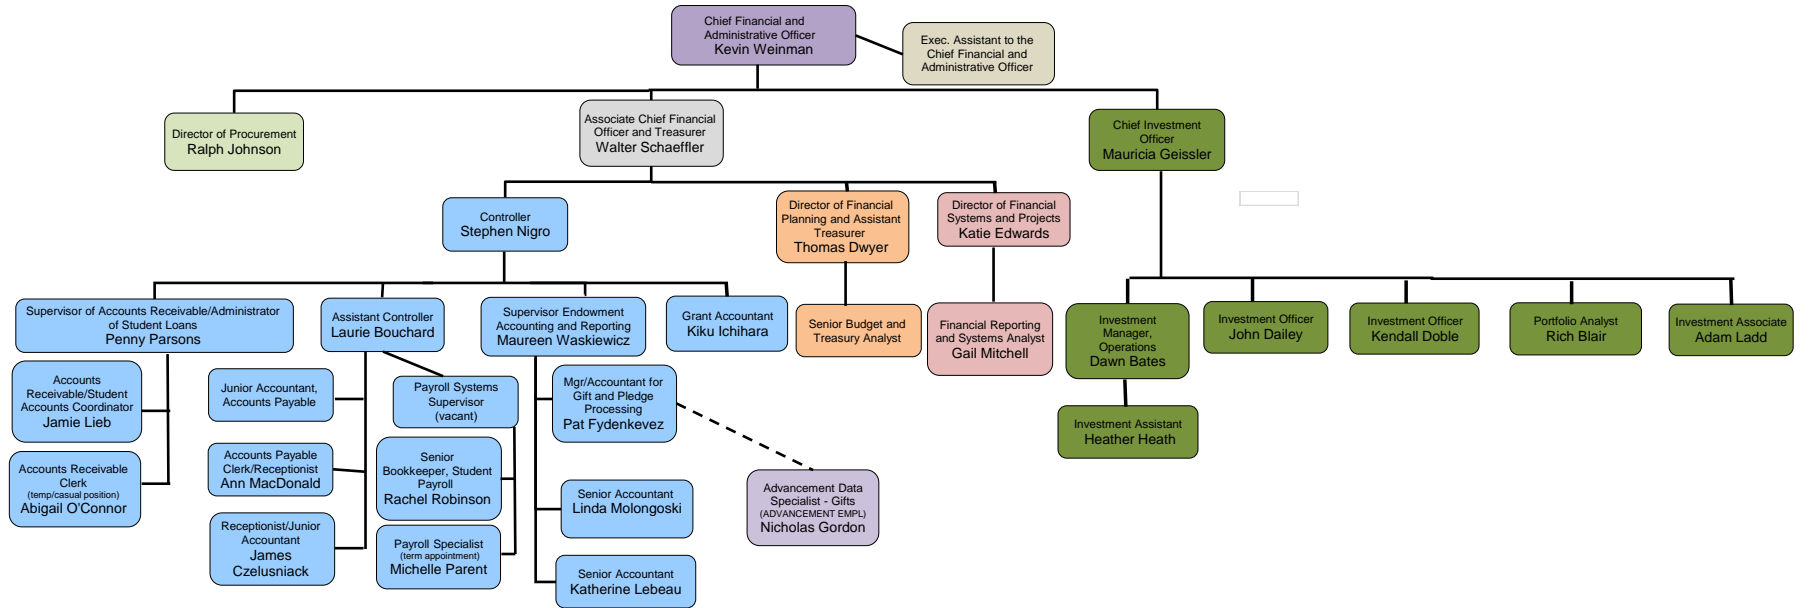 Chief Financial and
Administrative Officer
Kevin Weinman
Exec. Assistant to the
Chief Financial and
Administrative Officer
Director of Procurement
Ralph Johnson
Associate Chief Financial
Officer and Treasurer
Walter Schaeffler
Chief Investment
Officer
Mauricia Geissler
Controller
Stephen Nigro
Director of Financial
Planning and Assistant
Treasurer
Thomas Dwyer
Director of Financial
Systems and Projects
Katie Edwards
Supervisor of Accounts Receivable/Administrator
of Student Loans
Penny Parsons
Assistant Controller
Laurie Bouchard
Supervisor Endowment
Accounting and Reporting
Maureen Waskiewicz
Grant Accountant
Kiku Ichihara
Senior Budget and
Treasury Analyst
Financial Reporting
and Systems Analyst
Gail Mitchell
Investment
Manager,
Operations
Dawn Bates
Investment Officer
John Dailey
Investment Officer
Kendall Doble
Portfolio Analyst
Rich Blair
Investment Associate
Adam Ladd
Accounts
Receivable/Student
Accounts Coordinator
Jamie Lieb
Junior Accountant,
Accounts Payable
Payroll Systems
Supervisor
(vacant)
Mgr/Accountant for
Gift and Pledge
Processing
Pat Fydenkevez
Investment Assistant
Heather Heath
Accounts Receivable
Clerk
(temp/casual position)
Abigail O'Connor
Accounts Payable
Clerk/Receptionist
Ann MacDonald
Senior
Bookkeeper, Student
Payroll
Rachel Robinson
Senior Accountant
Linda Molongoski
Advancement Data
Specialist - Gifts
(ADVANCEMENT EMPL)
Nicholas Gordon
Receptionist/Junior
Accountant
James
Czelusniack
Payroll Specialist
(term appointment)
Michelle Parent
Senior Accountant
Katherine Lebeau